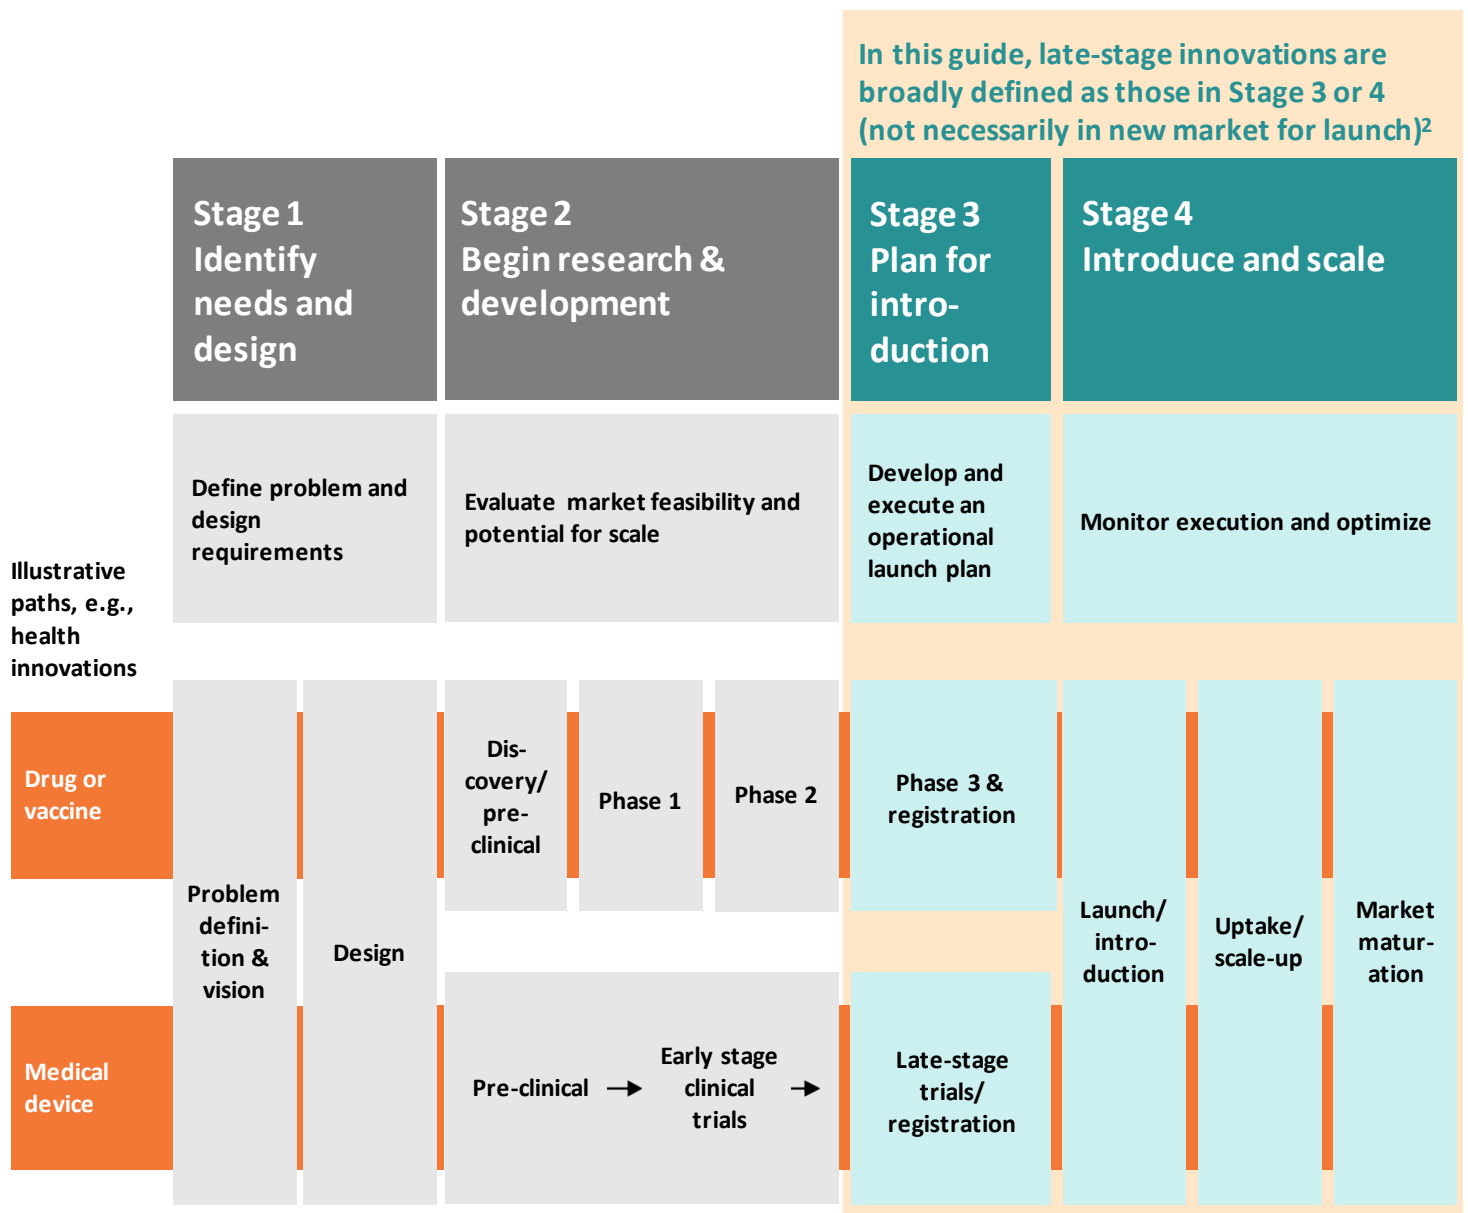 In this guide, late-stage innovations are
broadly defined as those in Stage 3 or 4
(not necessarily in new market for launch)²
Stage 1
Identify
needs and
design
Stage 2
Begin research &
development
Stage 3
Plan for
intro-
duction
Stage 4
Introduce and scale
Define problem and
design
requirements
Evaluate market feasibility and
potential for scale
Develop and
execute an
operational
launch plan
Monitor execution and optimize
Illustrative
paths, e.g.,
health
innovations
Drug or
vaccine
Problem
defini-
tion &
vision
Design
Dis-
covery/
pre-
clinical
Phase 1
Phase 2
Phase 3 &
registration
Launch/
intro-
duction
Uptake/
scale-up
Market
matur-
ation
Medical
device
Pre-clinical
Early stage
clinical
trials
Late-stage
trials/
registration